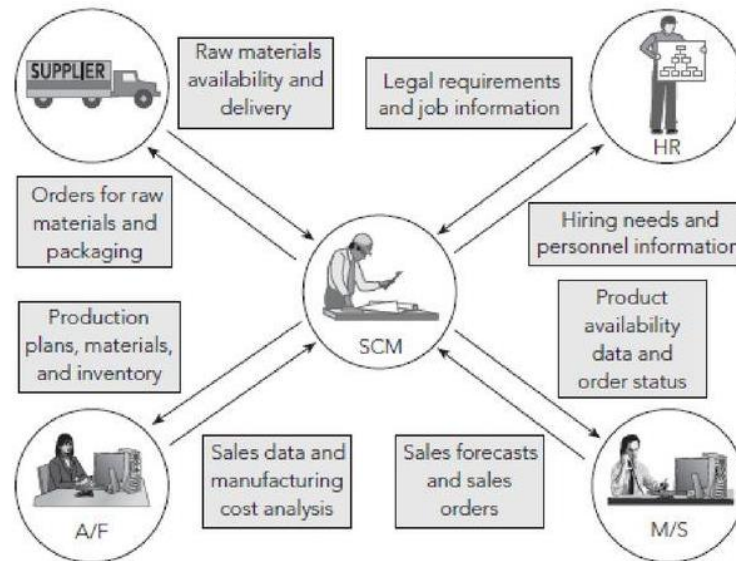 SUPPLIER
Raw materials
availability and
delivery
Legal requirements
and job information
HR
Orders for raw
materials and
packaging
Hiring needs and
personnel information
SCM
Production
plans, materials,
and inventory
Product
availability
data and
order status
A/F
Sales data and
manufacturing
cost analysis
Sales forecasts
and sales
orders
M/S